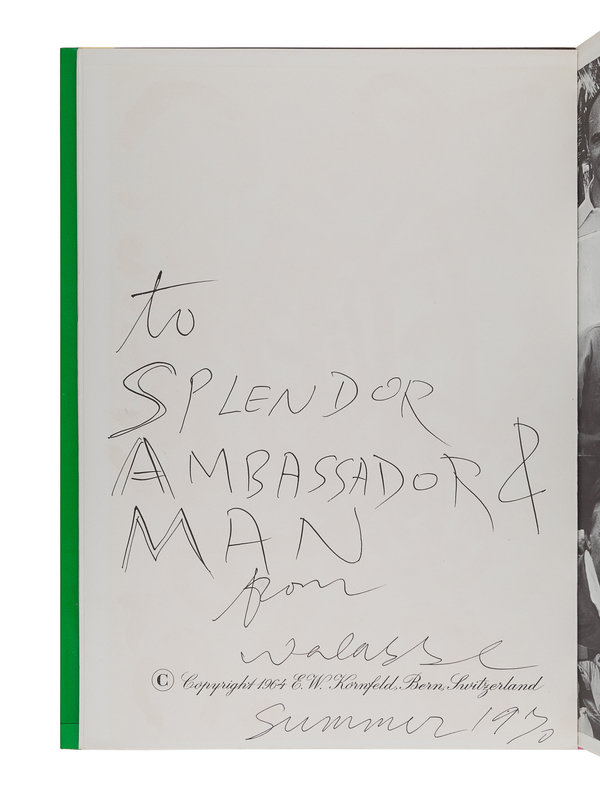 to
SPLENDOR
AMBASSADOR &
MAN
from
walasse
© Copyright 1964 E.W. Kornfeld, Bern, Switzerland
Summer 1970